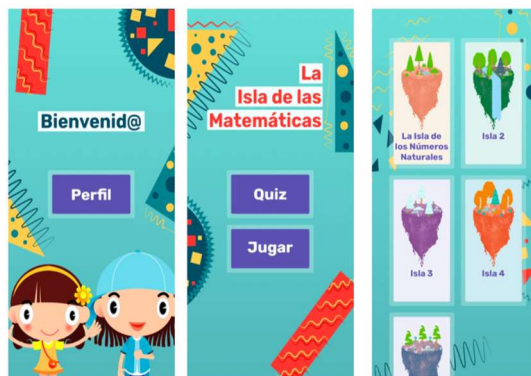 Bienvenid@
Perfil
La
Isla de las
Matemáticas
Quiz
Jugar
La Isla de
los Números
Naturales
Isla 2
Isla 3
Isla 4